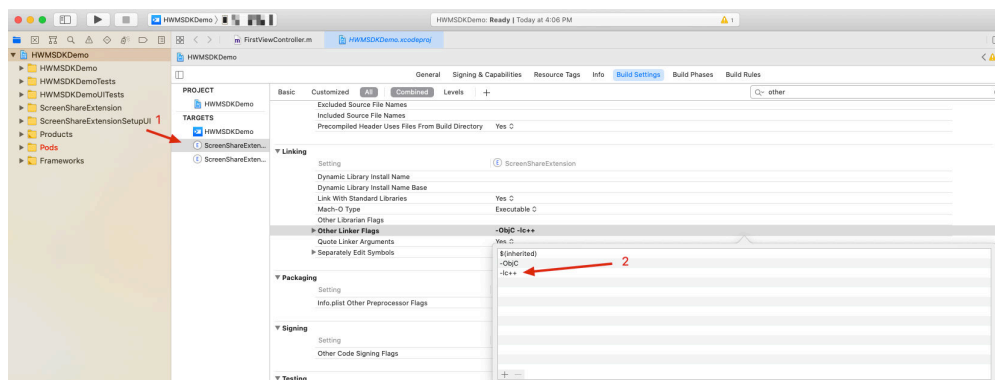 HWMSDKDemo
HWMSDKDemo: Ready | Today at 4:06 PM
1
FirstViewController.m
HWMSDKDemo.xcodeproj
HWMSDKDemo
HWMSDKDemo
HWMSDKDemo
HWMSDKDemoTests
HWMSDKDemoUITests
ScreenShareExtension
ScreenShareExtensionSetupUI
Products
Pods
Frameworks
1
General
Signing & Capabilities
Resource Tags
Info
Build Settings
Build Phases
Build Rules
PROJECT
HWMSDKDemo
TARGETS
HWMSDKDemo
ScreenShareExten...
ScreenShareExten...
Basic
Customized
All
Combined
Levels
+
other
Excluded Source File Names
Included Source File Names
Precompiled Header Uses Files From Build Directory
Yes
Linking
Setting
ScreenShareExtension
Dynamic Library Install Name
Dynamic Library Install Name Base
Link With Standard Libraries
Yes
Mach-O Type
Executable
Other Librarian Flags
Other Linker Flags
-ObjC -lc++
Quote Linker Arguments
Yes
Separately Edit Symbols
$(inherited)
-ObjC
-lc++
2
Packaging
Setting
Info.plist Other Preprocessor Flags
Signing
Setting
Other Code Signing Flags
Testing
+ −